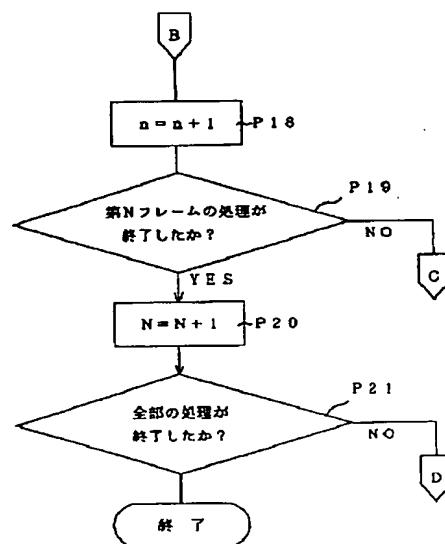 B
n=n+1
P18
P19
第Nフレームの処理が
終了したか?
NO
C
YES
N=N+1
P20
P21
全部の処理が
終了したか?
NO
D
終了